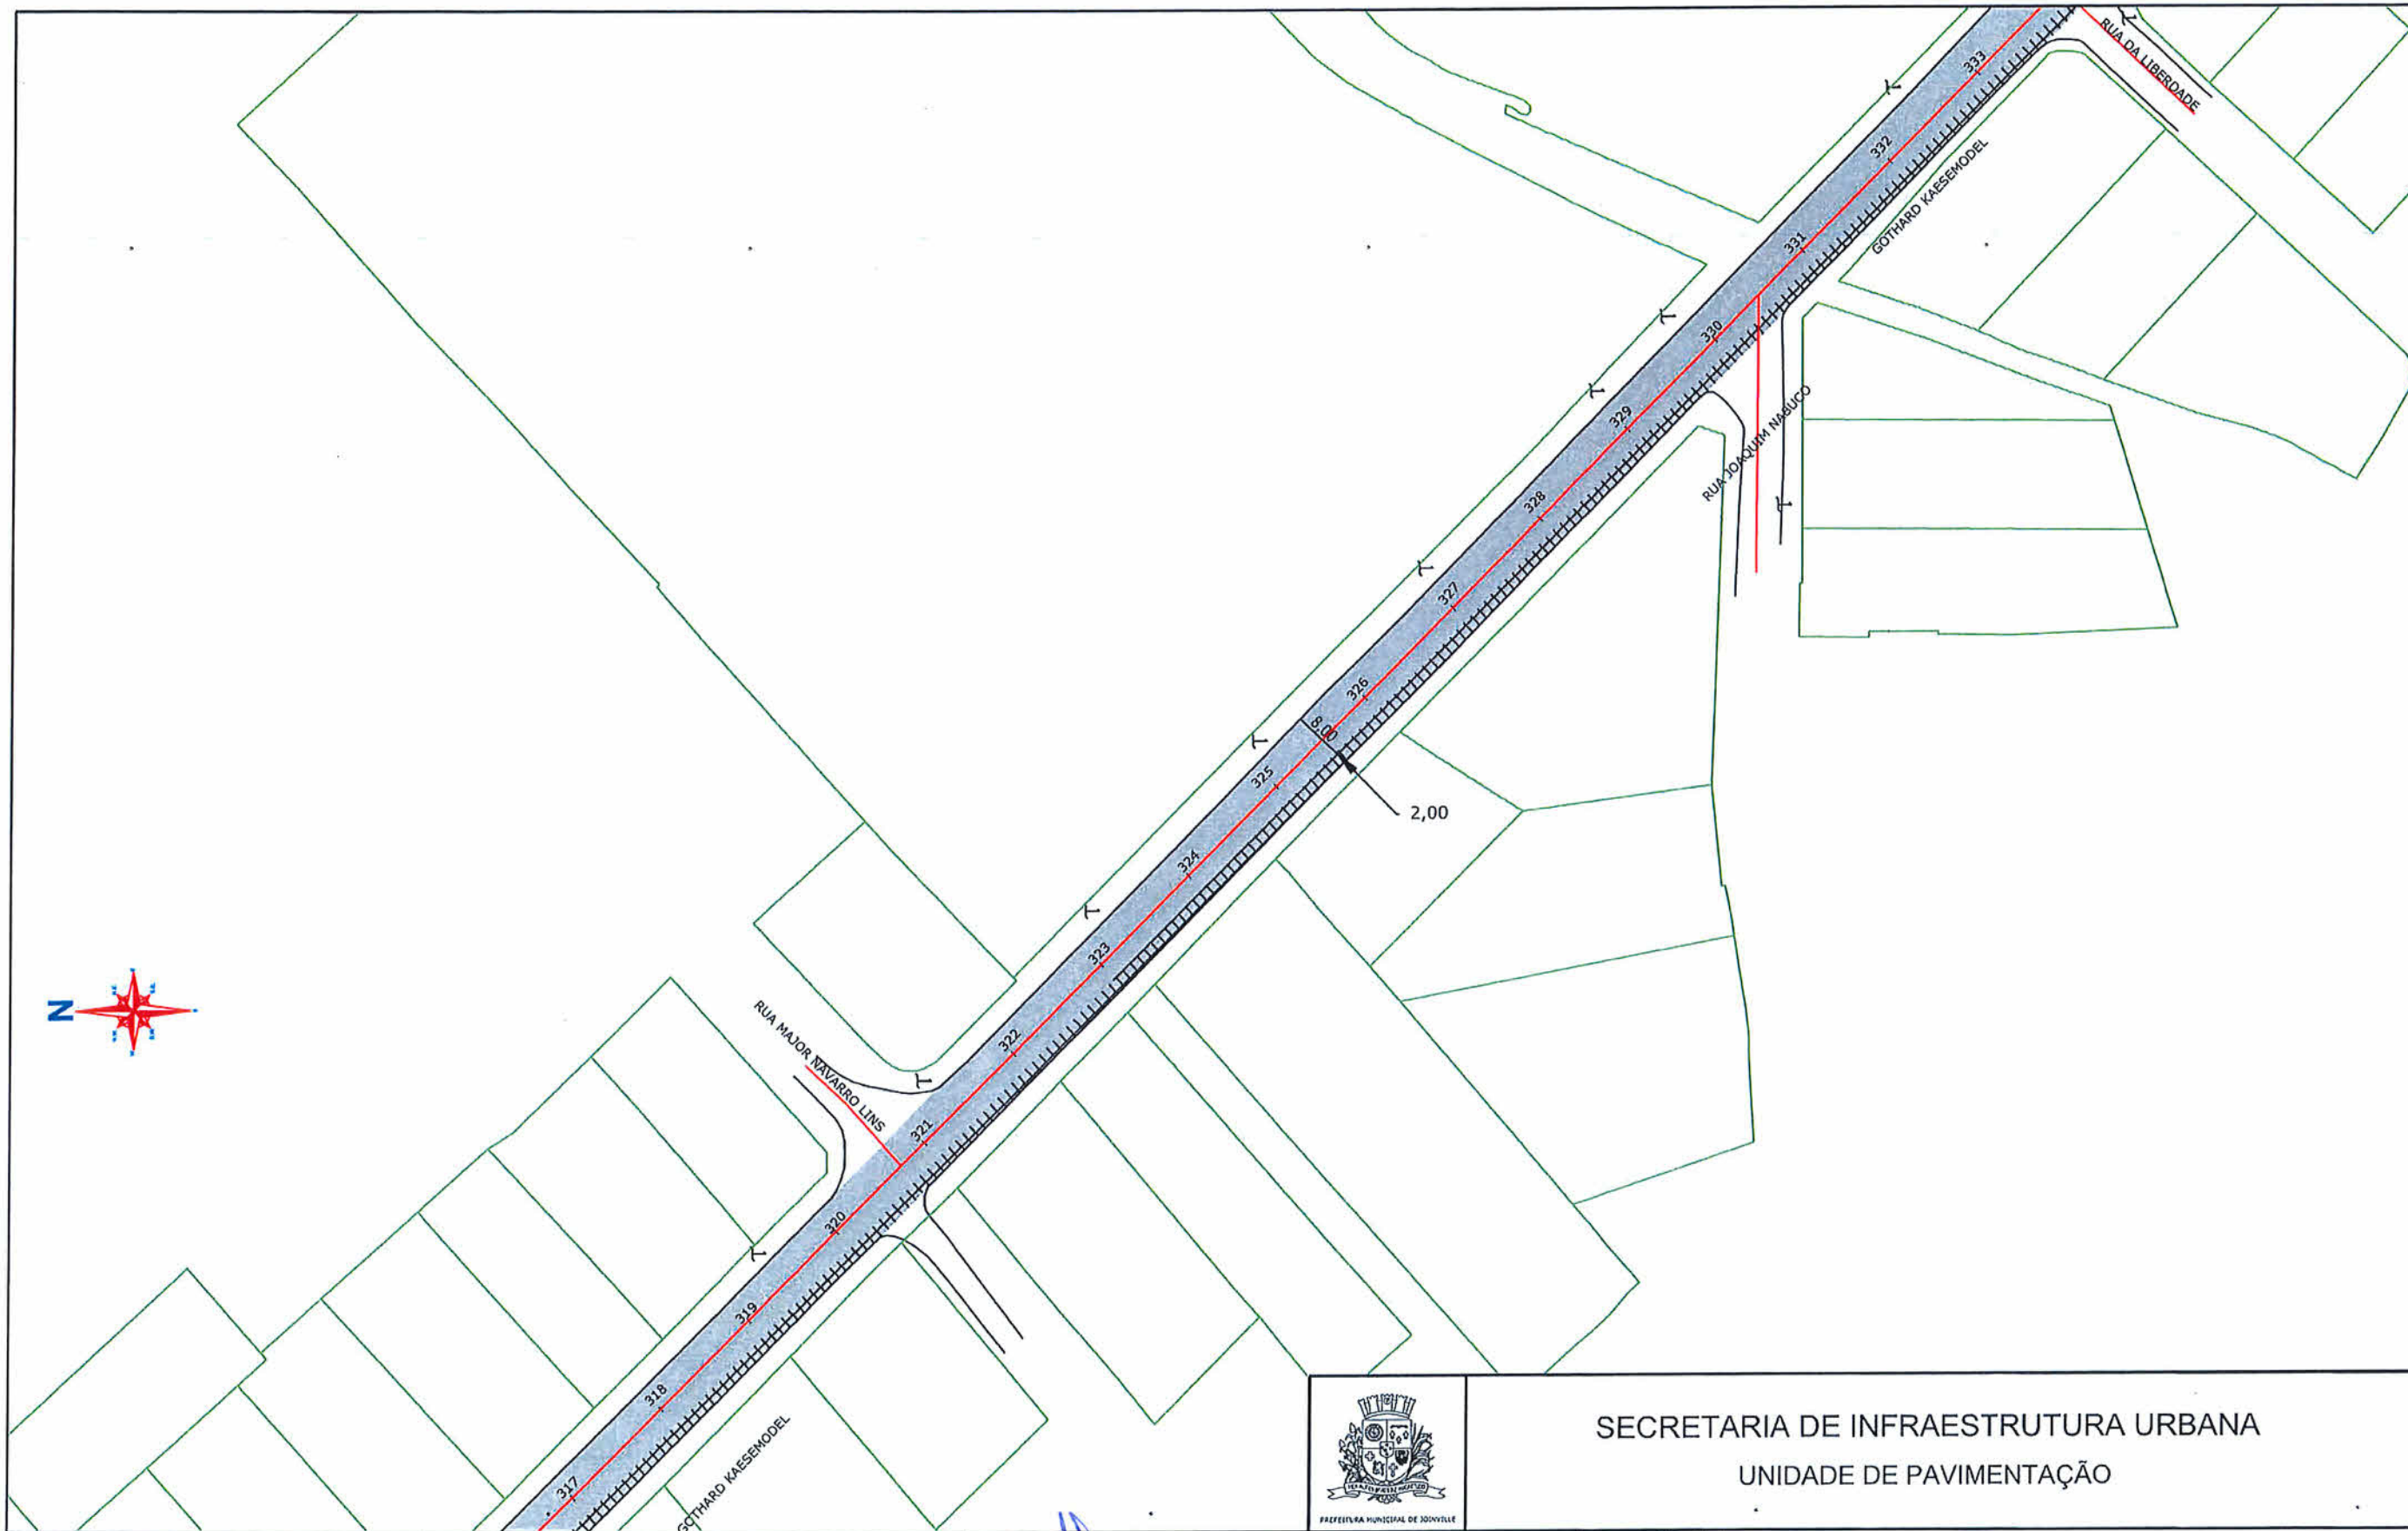 RUA DA LIBERDADE
333
332
GOTHARD KAESEMODEL
331
330
329
RUA JOAQUIM NABUCO
328
327
326
8,00
325
2,00
324
323
322
N
RUA MAJOR NAVARRO LINS
321
320
319
318
317
GOTHARD KAESEMODEL
SECRETARIA DE INFRAESTRUTURA URBANA
UNIDADE DE PAVIMENTAÇÃO
PREFEITURA MUNICIPAL DE JOINVILLE